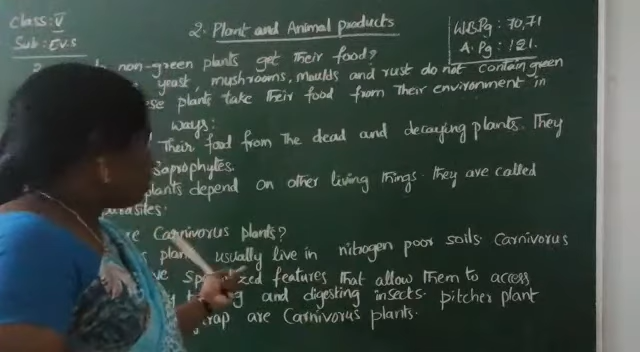 Class: V
Sub: E.V.S
2. Plant and Animal products
W.B.Pg: 70,71
A.Pg: 121.
non-green plants get their food?
yeast, mushrooms, moulds and rust do not contain green
plants take their food from their environment in
ways:
Their food from the dead and decaying plants. They
saprophytes.
plants depend on other living things. They are called
Carnivorus plants?
usually live in nitrogen poor soils. Carnivorus
features that allow them to access
and digesting insects. pitcher plant
trap are Carnivorus plants.